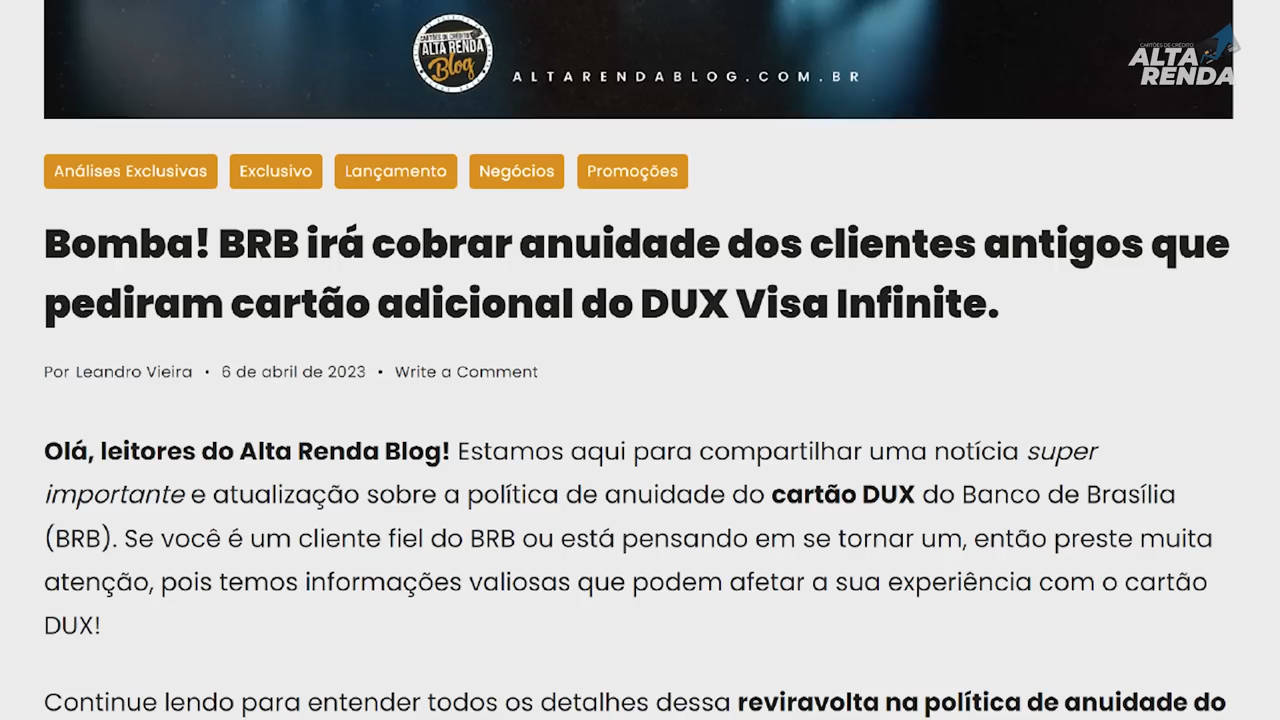 CARTÕES DE CRÉDITO
ALTA RENDA
Blog
ALTARENDABLOG.COM.BR
CARTÕES DE CRÉDITO
ALTA
RENDA
Análises Exclusivas
Exclusivo
Lançamento
Negócios
Promoções
Bomba! BRB irá cobrar anuidade dos clientes antigos que
pediram cartão adicional do DUX Visa Infinite.
Por Leandro Vieira • 6 de abril de 2023 • Write a Comment
Olá, leitores do Alta Renda Blog! Estamos aqui para compartilhar uma notícia super
importante e atualização sobre a política de anuidade do cartão DUX do Banco de Brasília
(BRB). Se você é um cliente fiel do BRB ou está pensando em se tornar um, então preste muita
atenção, pois temos informações valiosas que podem afetar a sua experiência com o cartão
DUX!
Continue lendo para entender todos os detalhes dessa reviravolta na política de anuidade do